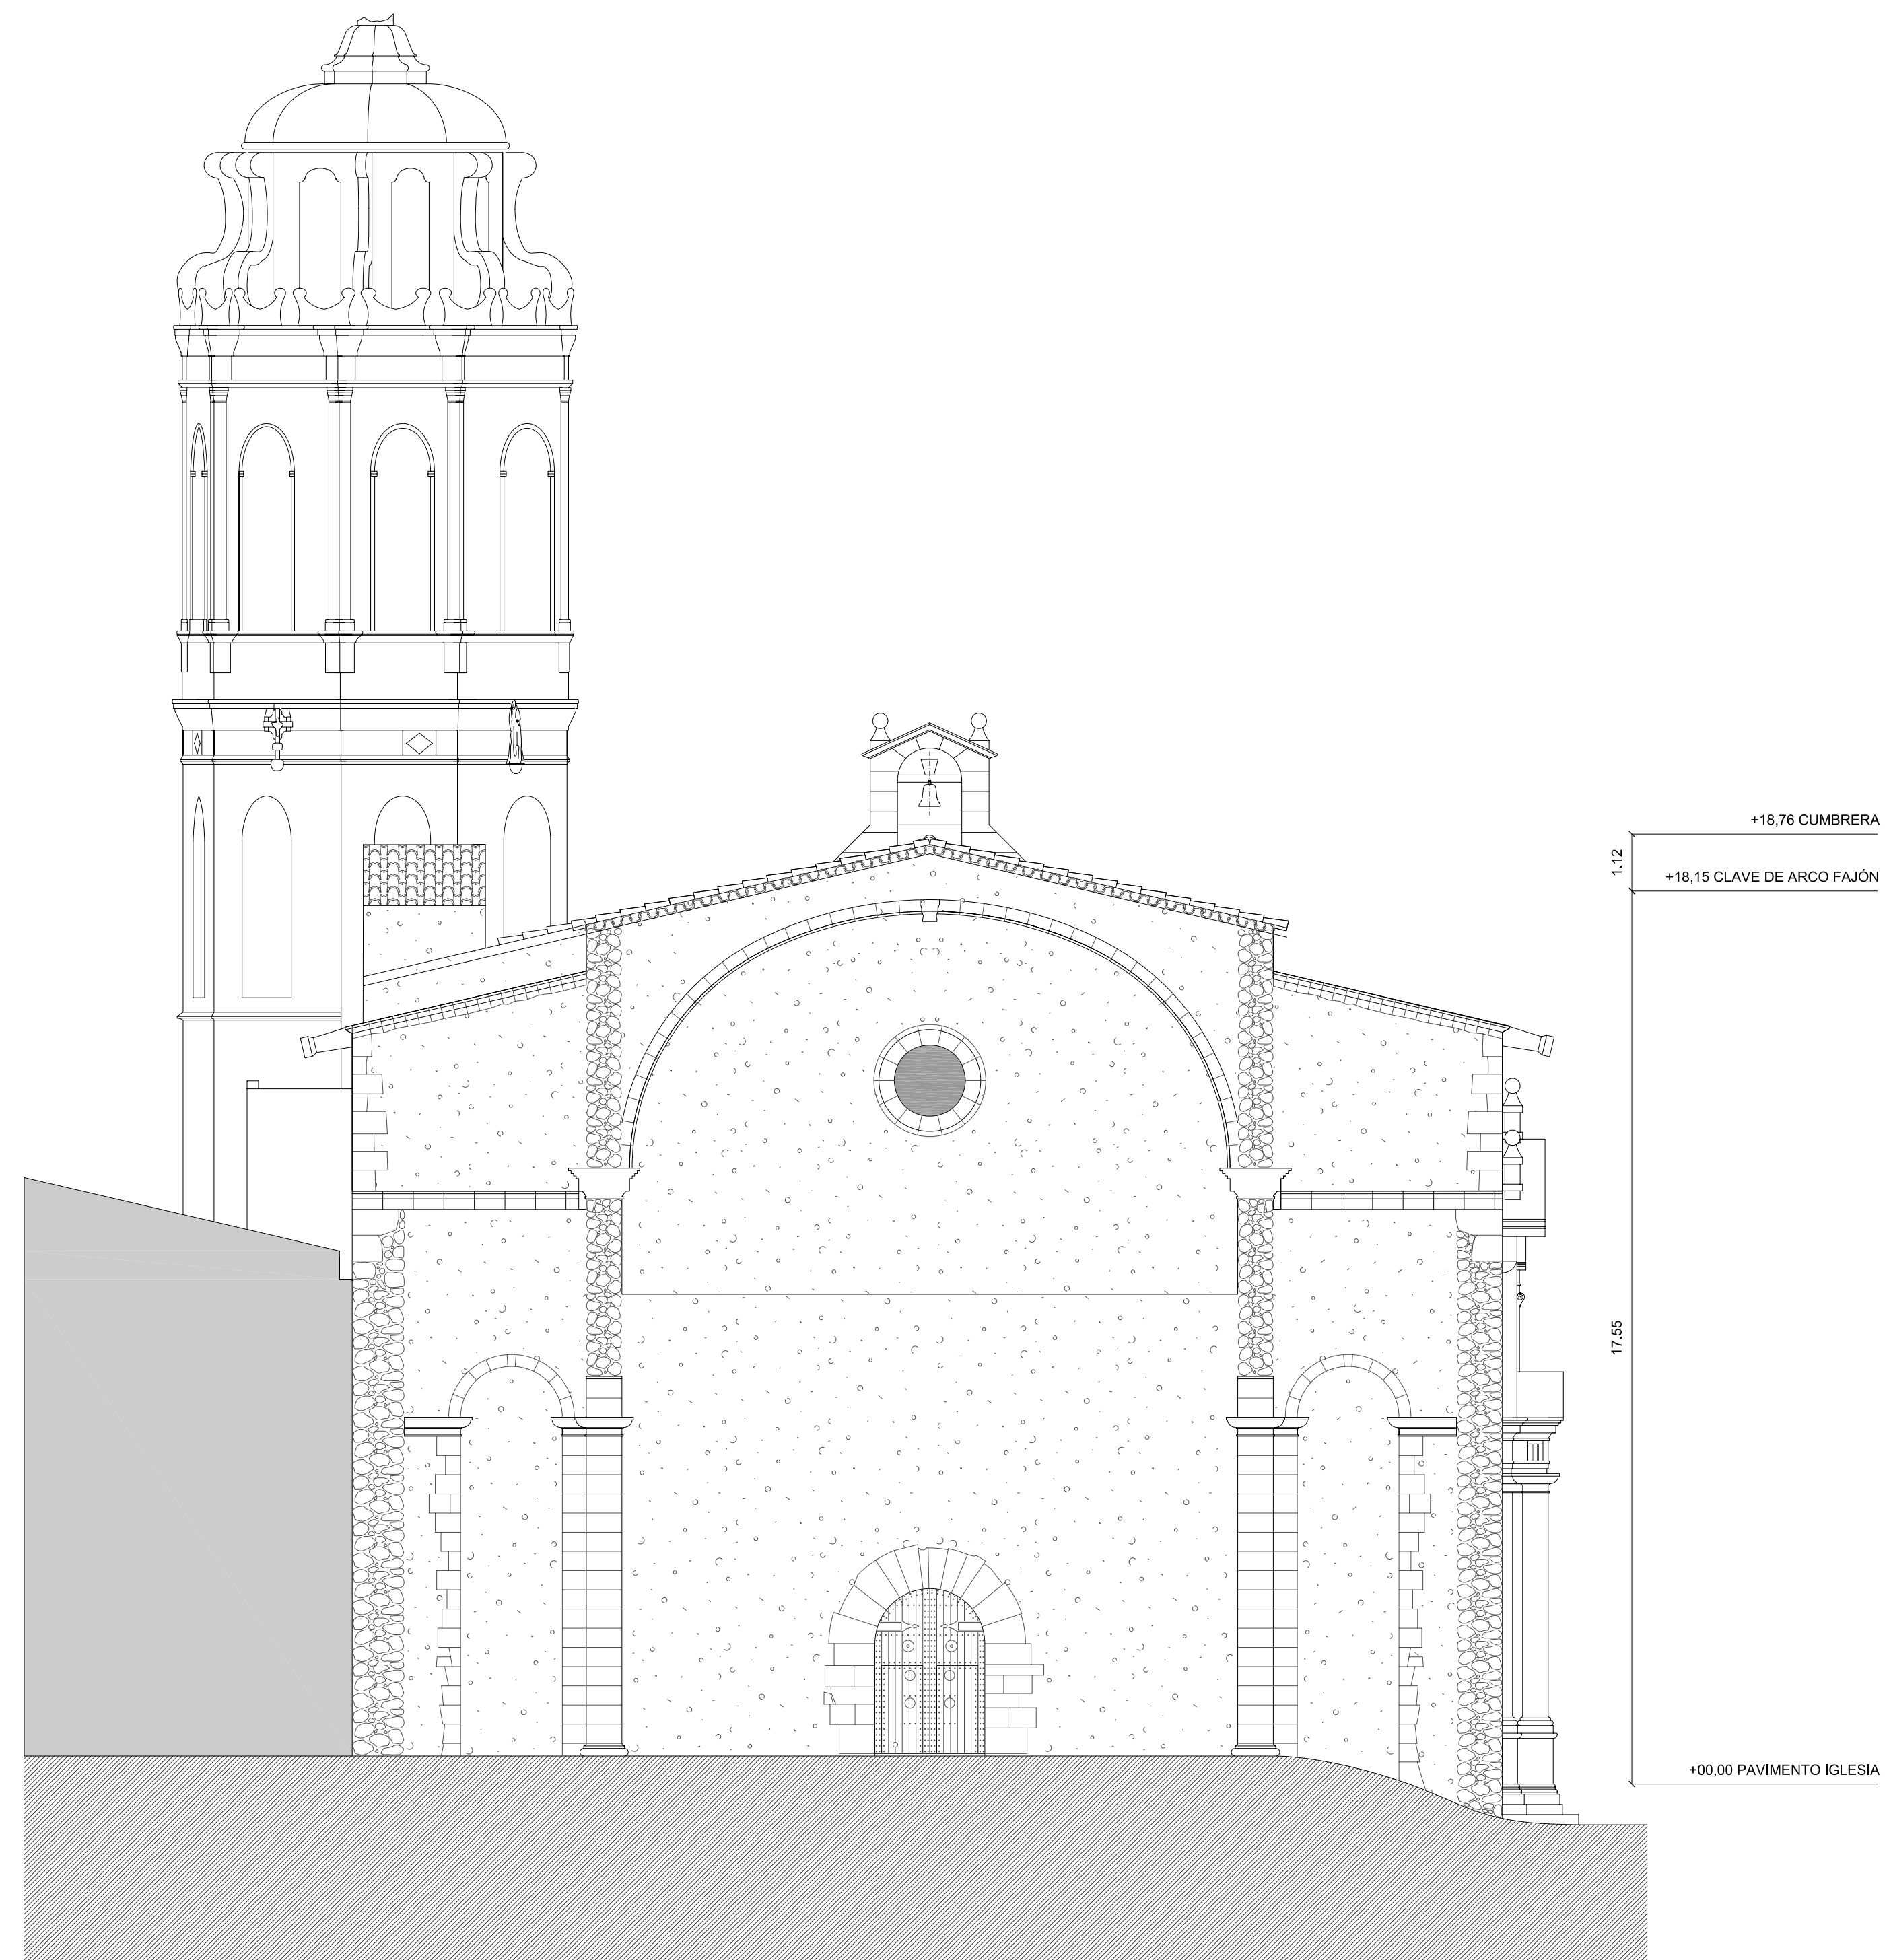 +18,76 CUMBRERA
1.12
+18,15 CLAVE DE ARCO FAJÓN
17.55
+00,00 PAVIMENTO IGLESIA